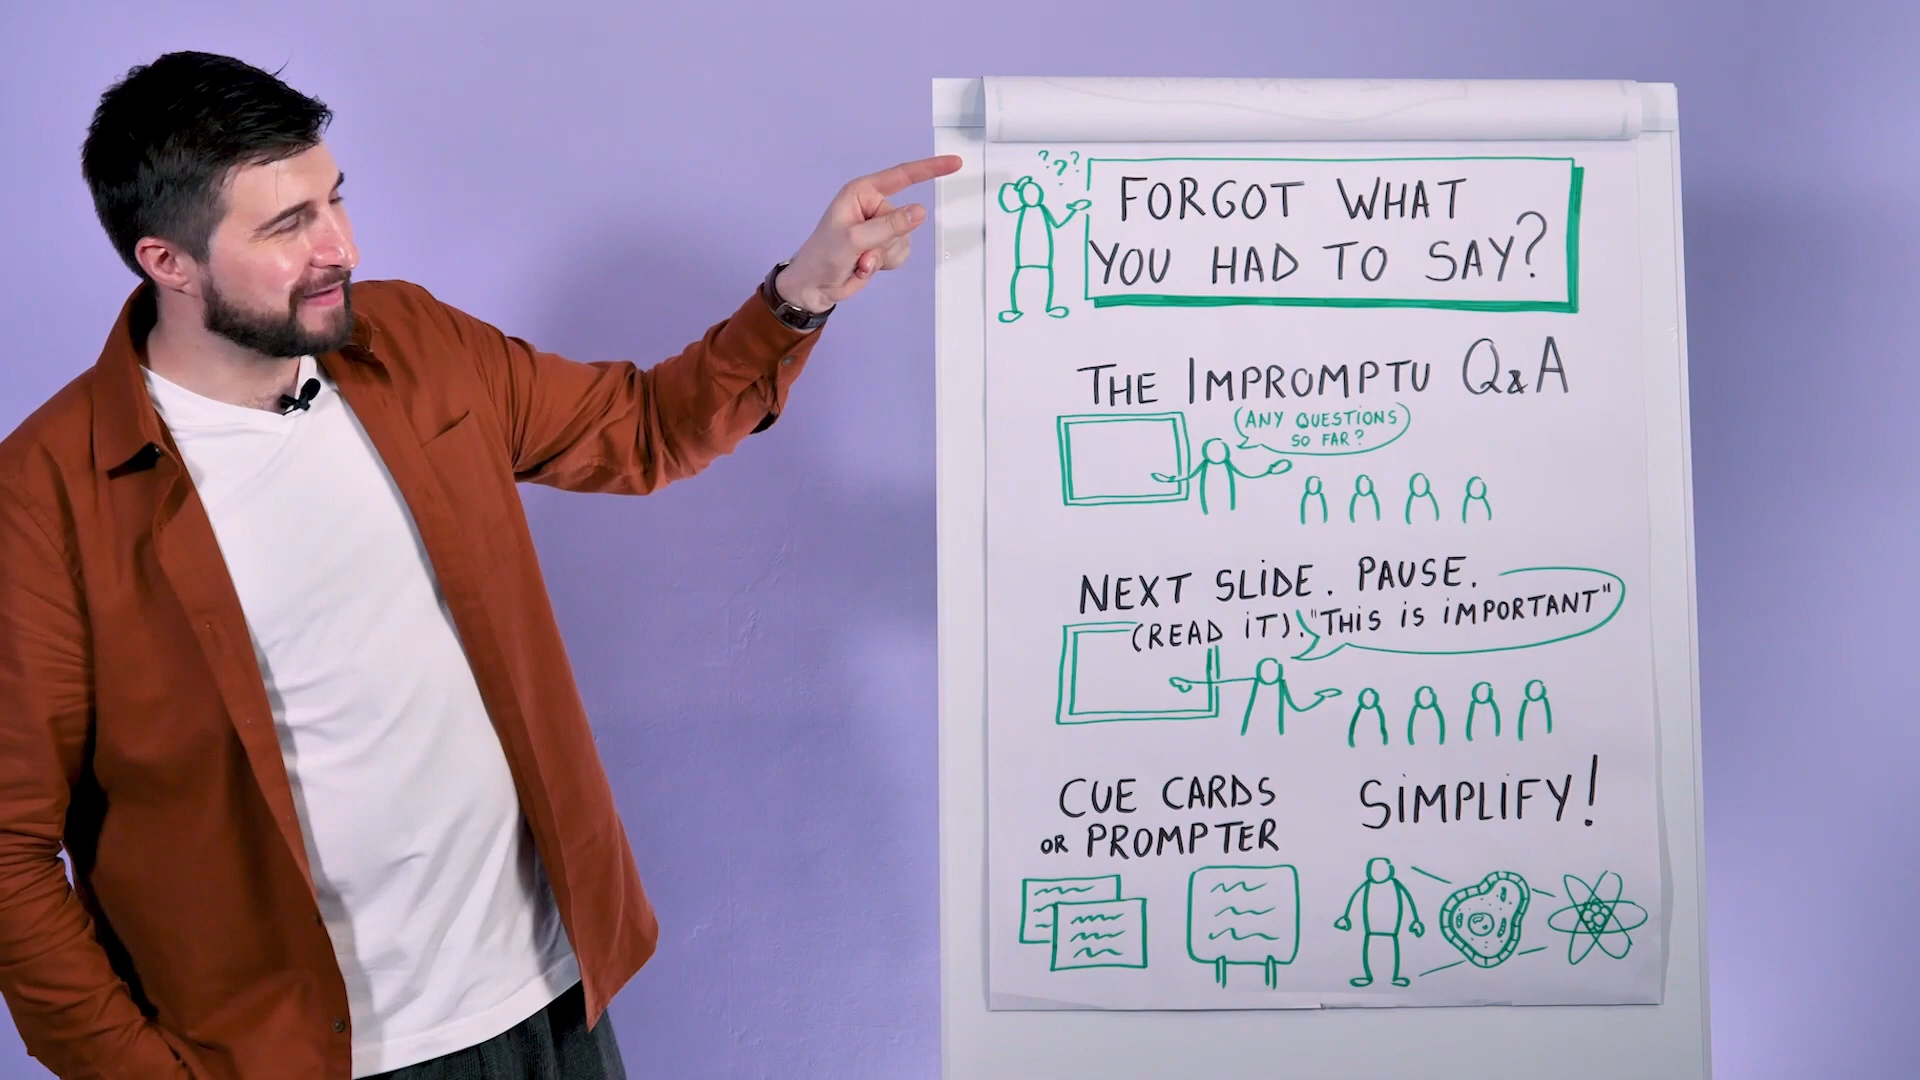 ???
FORGOT WHAT
YOU HAD TO SAY?
THE IMPROMPTU Q&A
ANY QUESTIONS
SO FAR?
NEXT SLIDE. PAUSE.
(READ IT). "THIS IS IMPORTANT"
CUE CARDS
OR PROMPTER
SIMPLIFY!